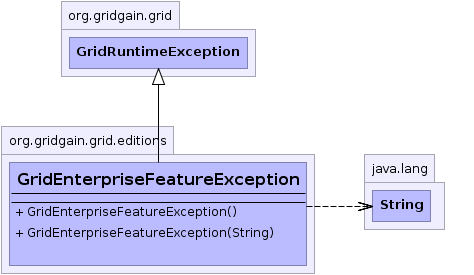 org.gridgain.grid
GridRuntimeException
org.gridgain.grid.editions
GridEnterpriseFeatureException
+ GridEnterpriseFeatureException()
+ GridEnterpriseFeatureException(String)
java.lang
String